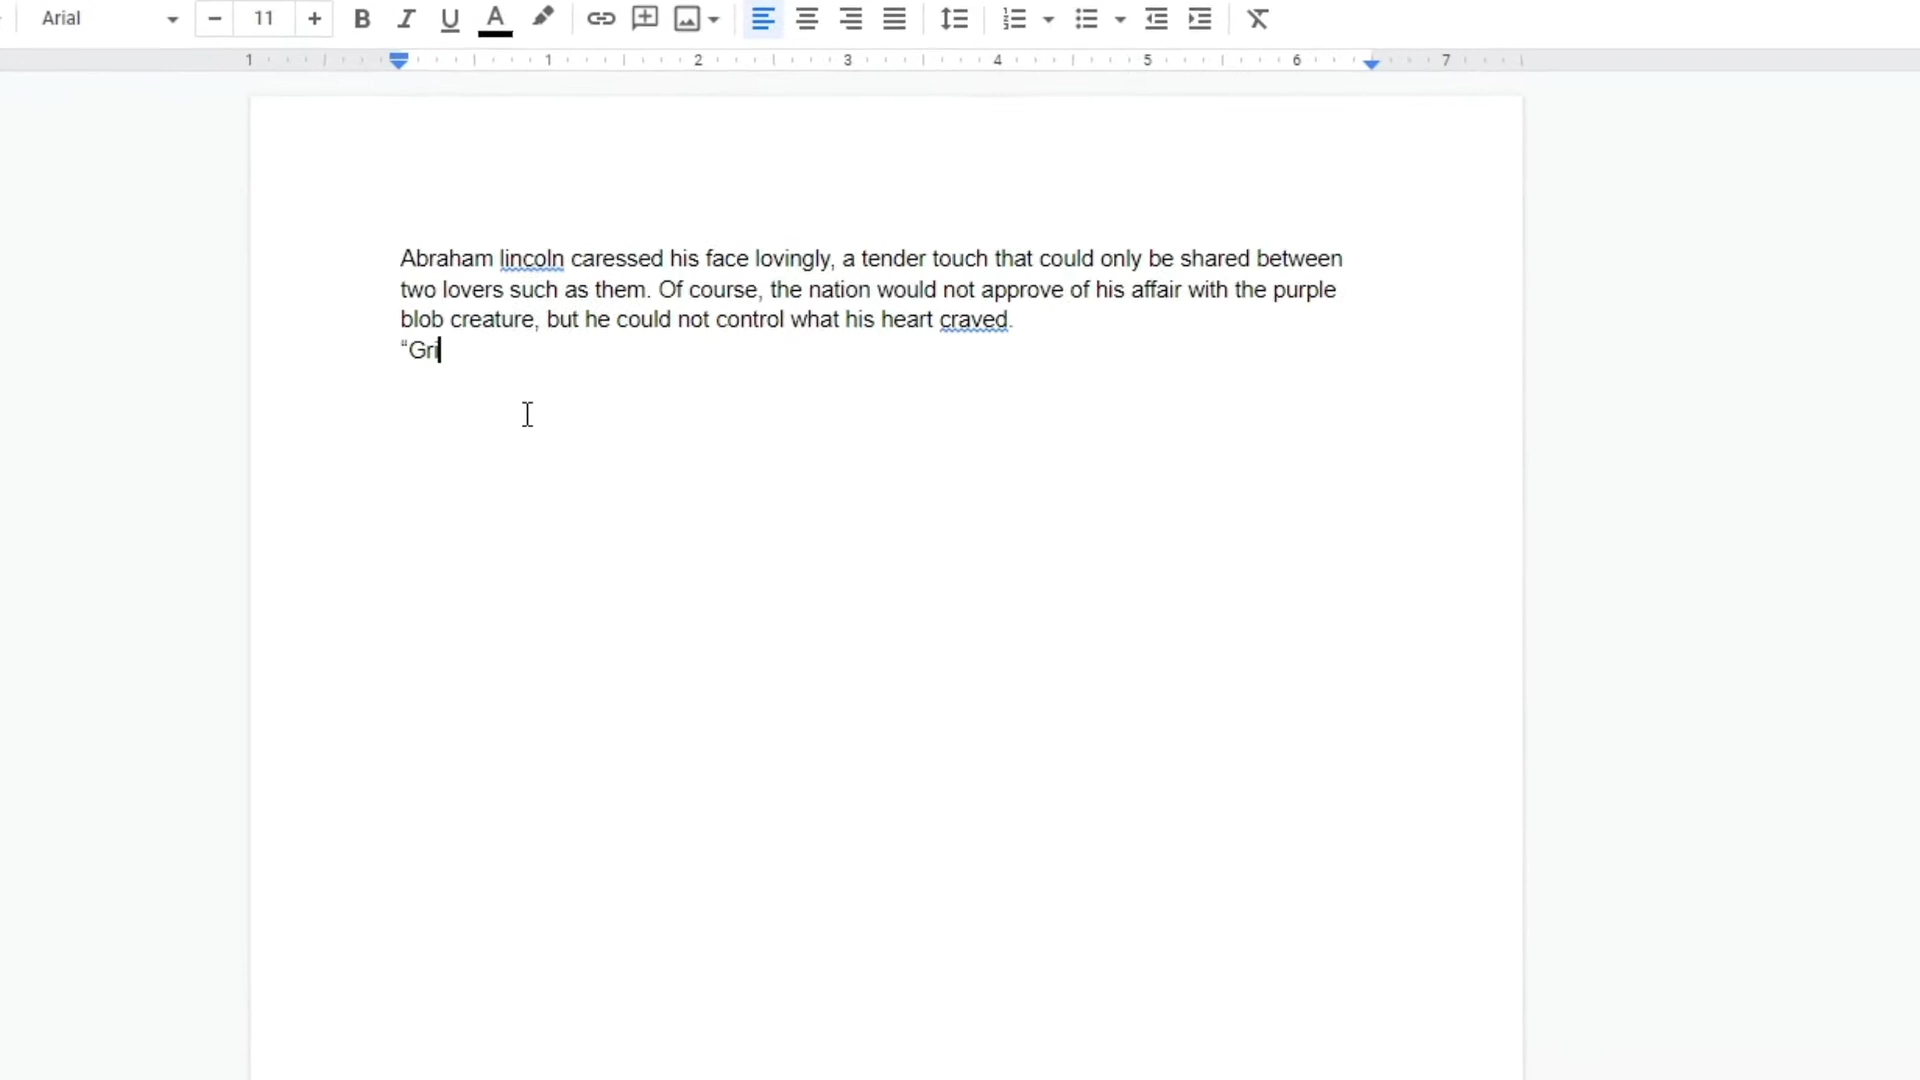 Arial - 11 + B I U A
1 1 2 3 4 5 6 7
Abraham lincoln caressed his face lovingly, a tender touch that could only be shared between
two lovers such as them. Of course, the nation would not approve of his affair with the purple
blob creature, but he could not control what his heart craved.
“Gri